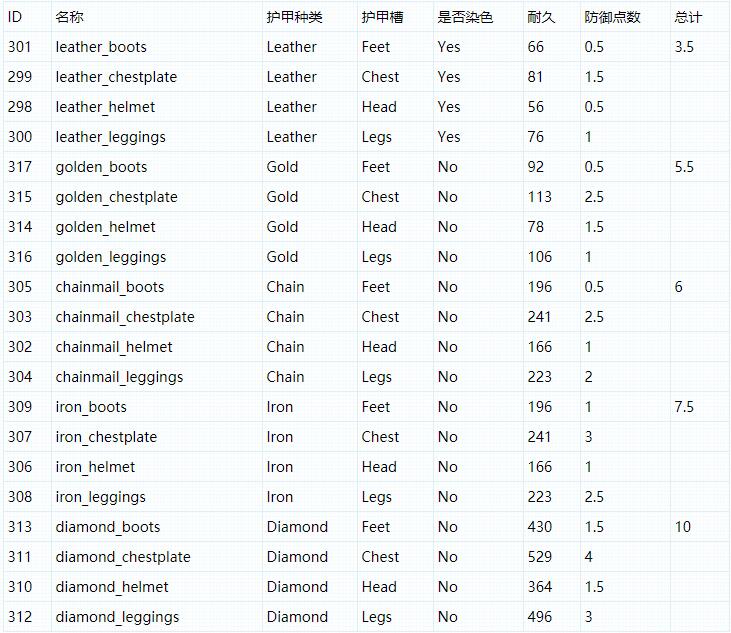 ID 名称 护甲种类 护甲槽 是否染色 耐久 防御点数 总计
301 leather_boots Leather Feet Yes 66 0.5 3.5
299 leather_chestplate Leather Chest Yes 81 1.5
298 leather_helmet Leather Head Yes 56 0.5
300 leather_leggings Leather Legs Yes 76 1
317 golden_boots Gold Feet No 92 0.5 5.5
315 golden_chestplate Gold Chest No 113 2.5
314 golden_helmet Gold Head No 78 1.5
316 golden_leggings Gold Legs No 106 1
305 chainmail_boots Chain Feet No 196 0.5 6
303 chainmail_chestplate Chain Chest No 241 2.5
302 chainmail_helmet Chain Head No 166 1
304 chainmail_leggings Chain Legs No 223 2
309 iron_boots Iron Feet No 196 1 7.5
307 iron_chestplate Iron Chest No 241 3
306 iron_helmet Iron Head No 166 1
308 iron_leggings Iron Legs No 223 2.5
313 diamond_boots Diamond Feet No 430 1.5 10
311 diamond_chestplate Diamond Chest No 529 4
310 diamond_helmet Diamond Head No 364 1.5
312 diamond_leggings Diamond Legs No 496 3